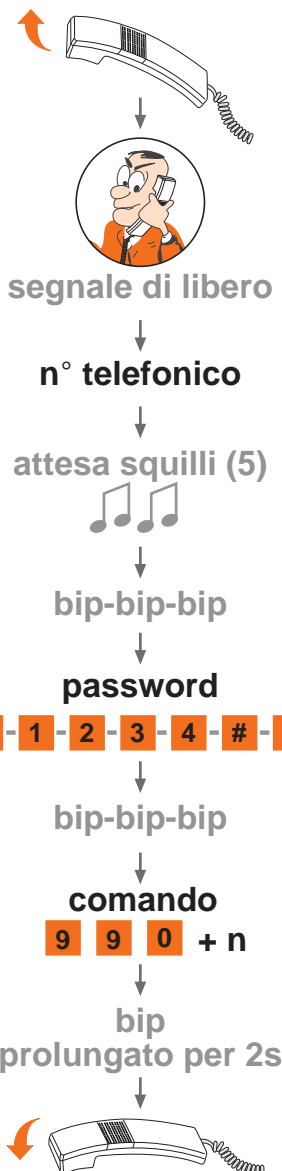 segnale di libero
n° telefonico
attesa squilli (5)
bip-bip-bip
password
- 1 - 2 - 3 - 4 - # -
bip-bip-bip
comando
9 9 0 + n
bip
prolungato per 2s